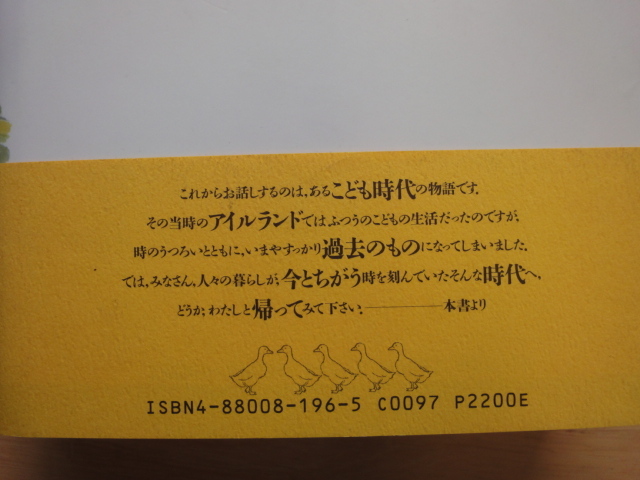 これからお話しするのは、あるこども時代の物語です.
その当時のアイルランドではふつうのこどもの生活だったのですが、
時のうつろいとともに、いまやすっかり過去のものになってしまいました.
では、みなさん、人々の暮らしが、今とちがう時を刻んでいたそんな時代へ、
どうか、わたしと帰ってみて下さい.————本書より
ISBN4-88008-196-5 C0097 P2200E